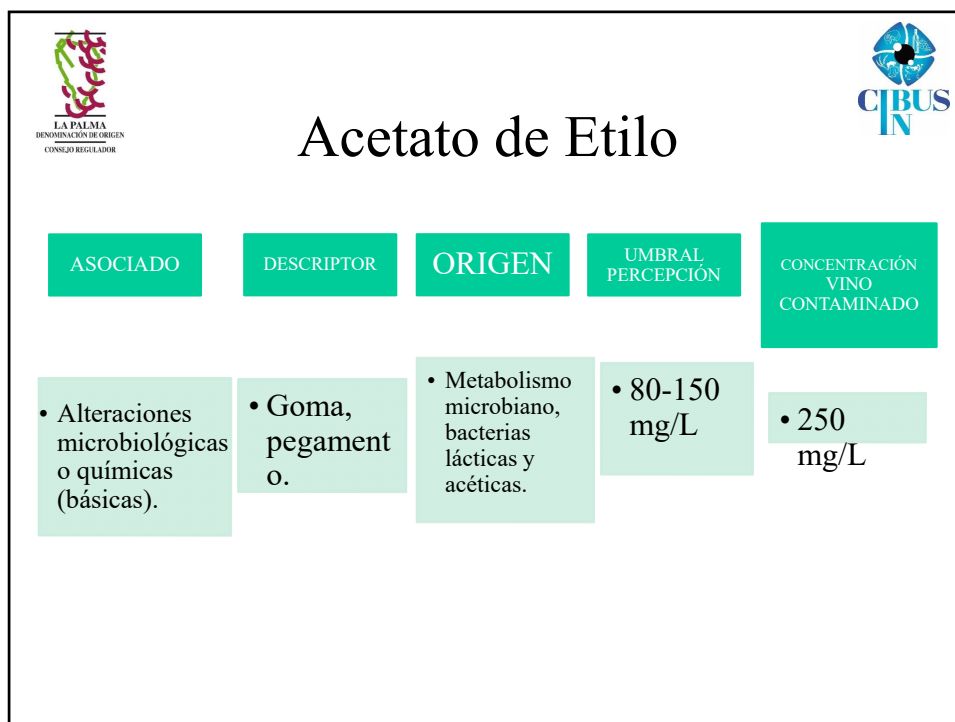 LA PALMA
DENOMINACIÓN DE ORIGEN
CONSEJO REGULADOR
CIBUS
IN
Acetato de Etilo
ASOCIADO
DESCRIPTOR
ORIGEN
UMBRAL
PERCEPCIÓN
CONCENTRACIÓN
VINO
CONTAMINADO
• Alteraciones
microbiológicas
o químicas
(básicas).
• Goma,
pegament
o.
• Metabolismo
microbiano,
bacterias
lácticas y
acéticas.
• 80-150
mg/L
• 250
mg/L